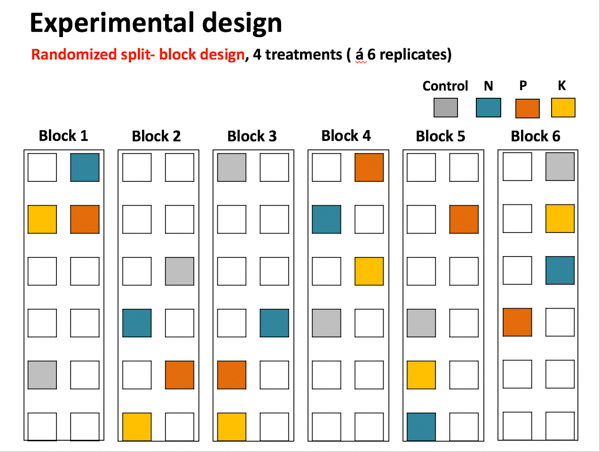 Experimental design
Randomized split- block design, 4 treatments ( á 6 replicates)
Control N P K
Block 1 Block 2 Block 3 Block 4 Block 5 Block 6